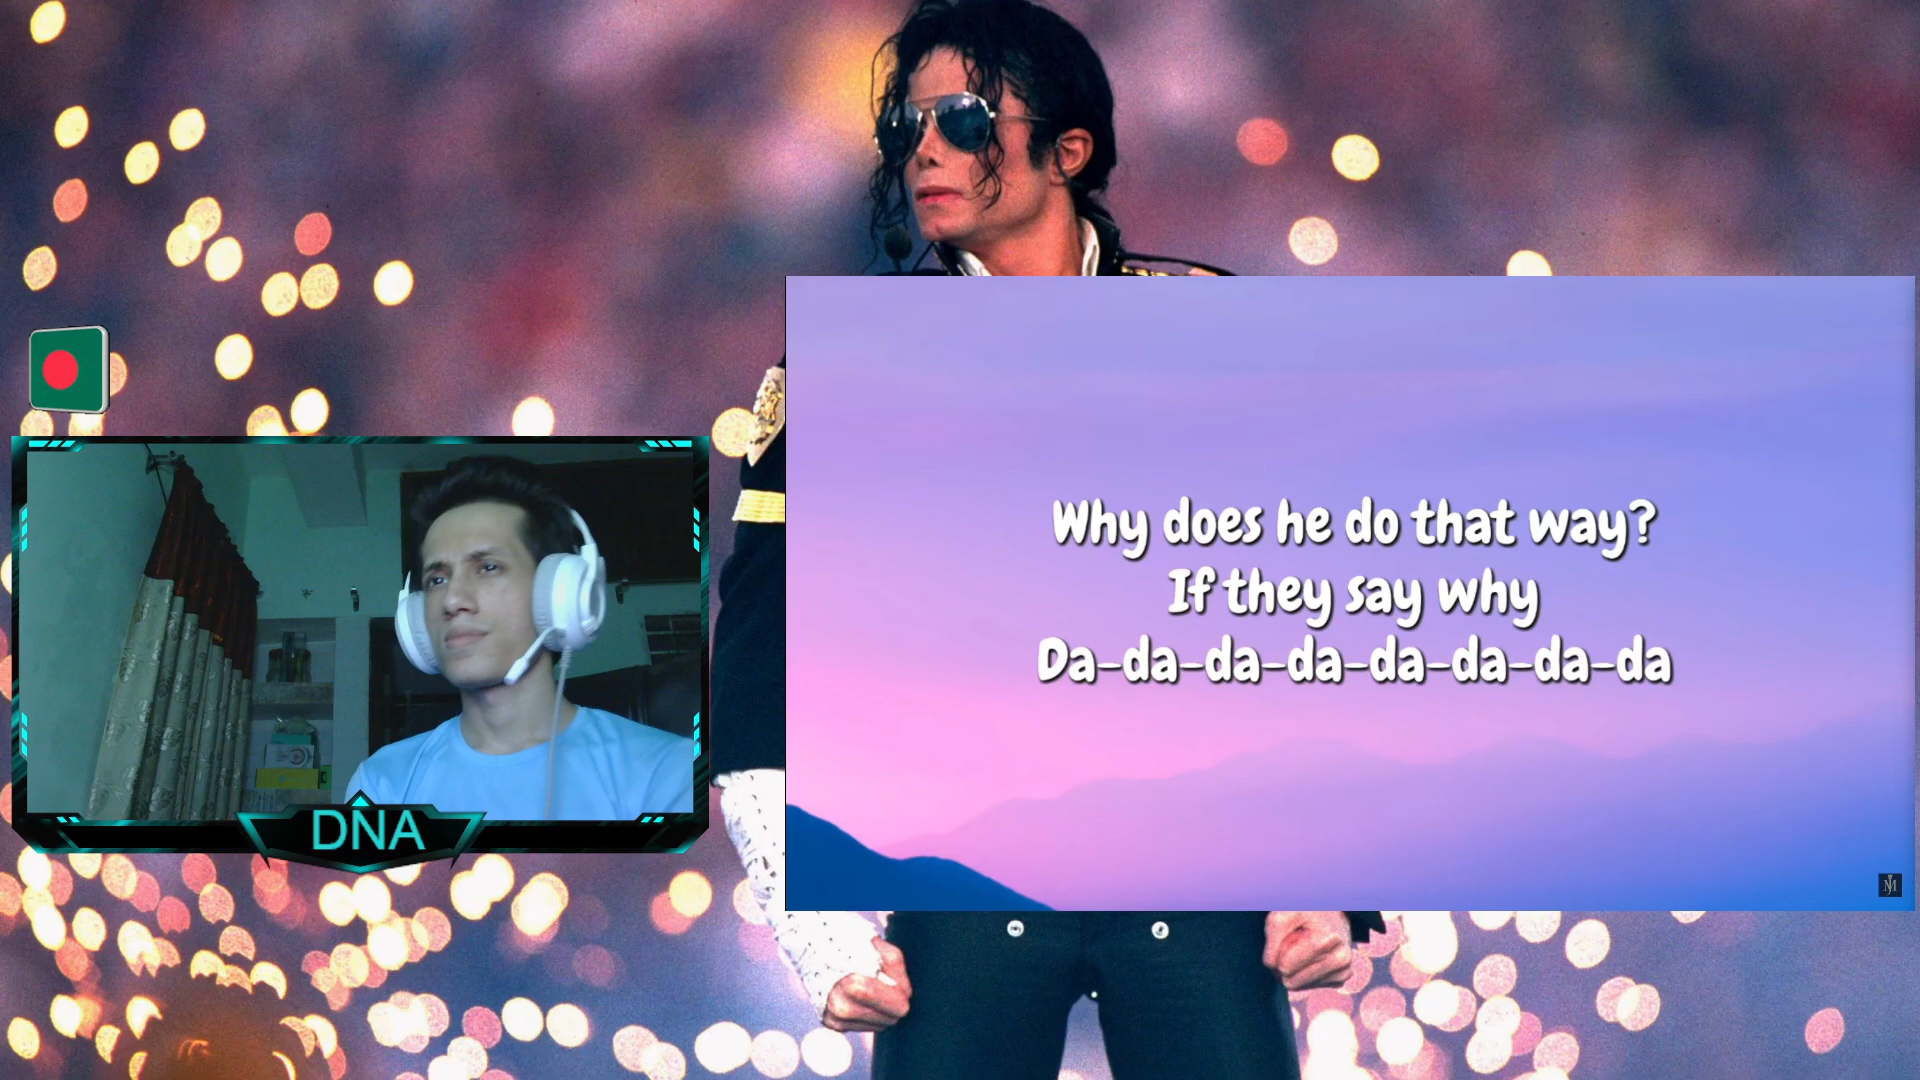 Why does he do that way?
If they say why
Da-da-da-da-da-da-da-da
DNA
MJ